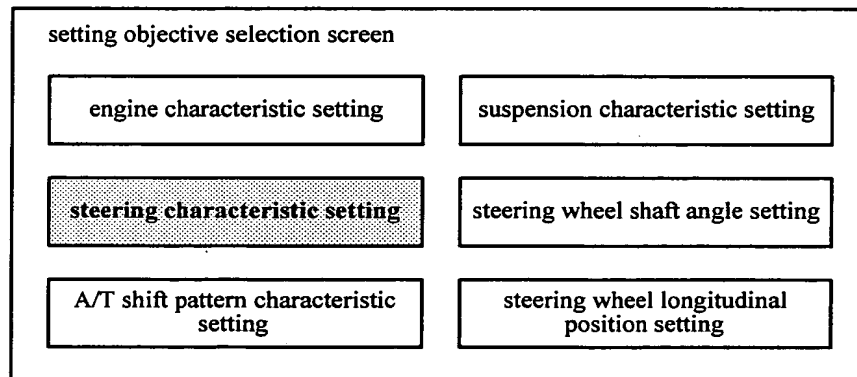 setting objective selection screen
engine characteristic setting
suspension characteristic setting
steering characteristic setting
steering wheel shaft angle setting
A/T shift pattern characteristic
setting
steering wheel longitudinal
position setting